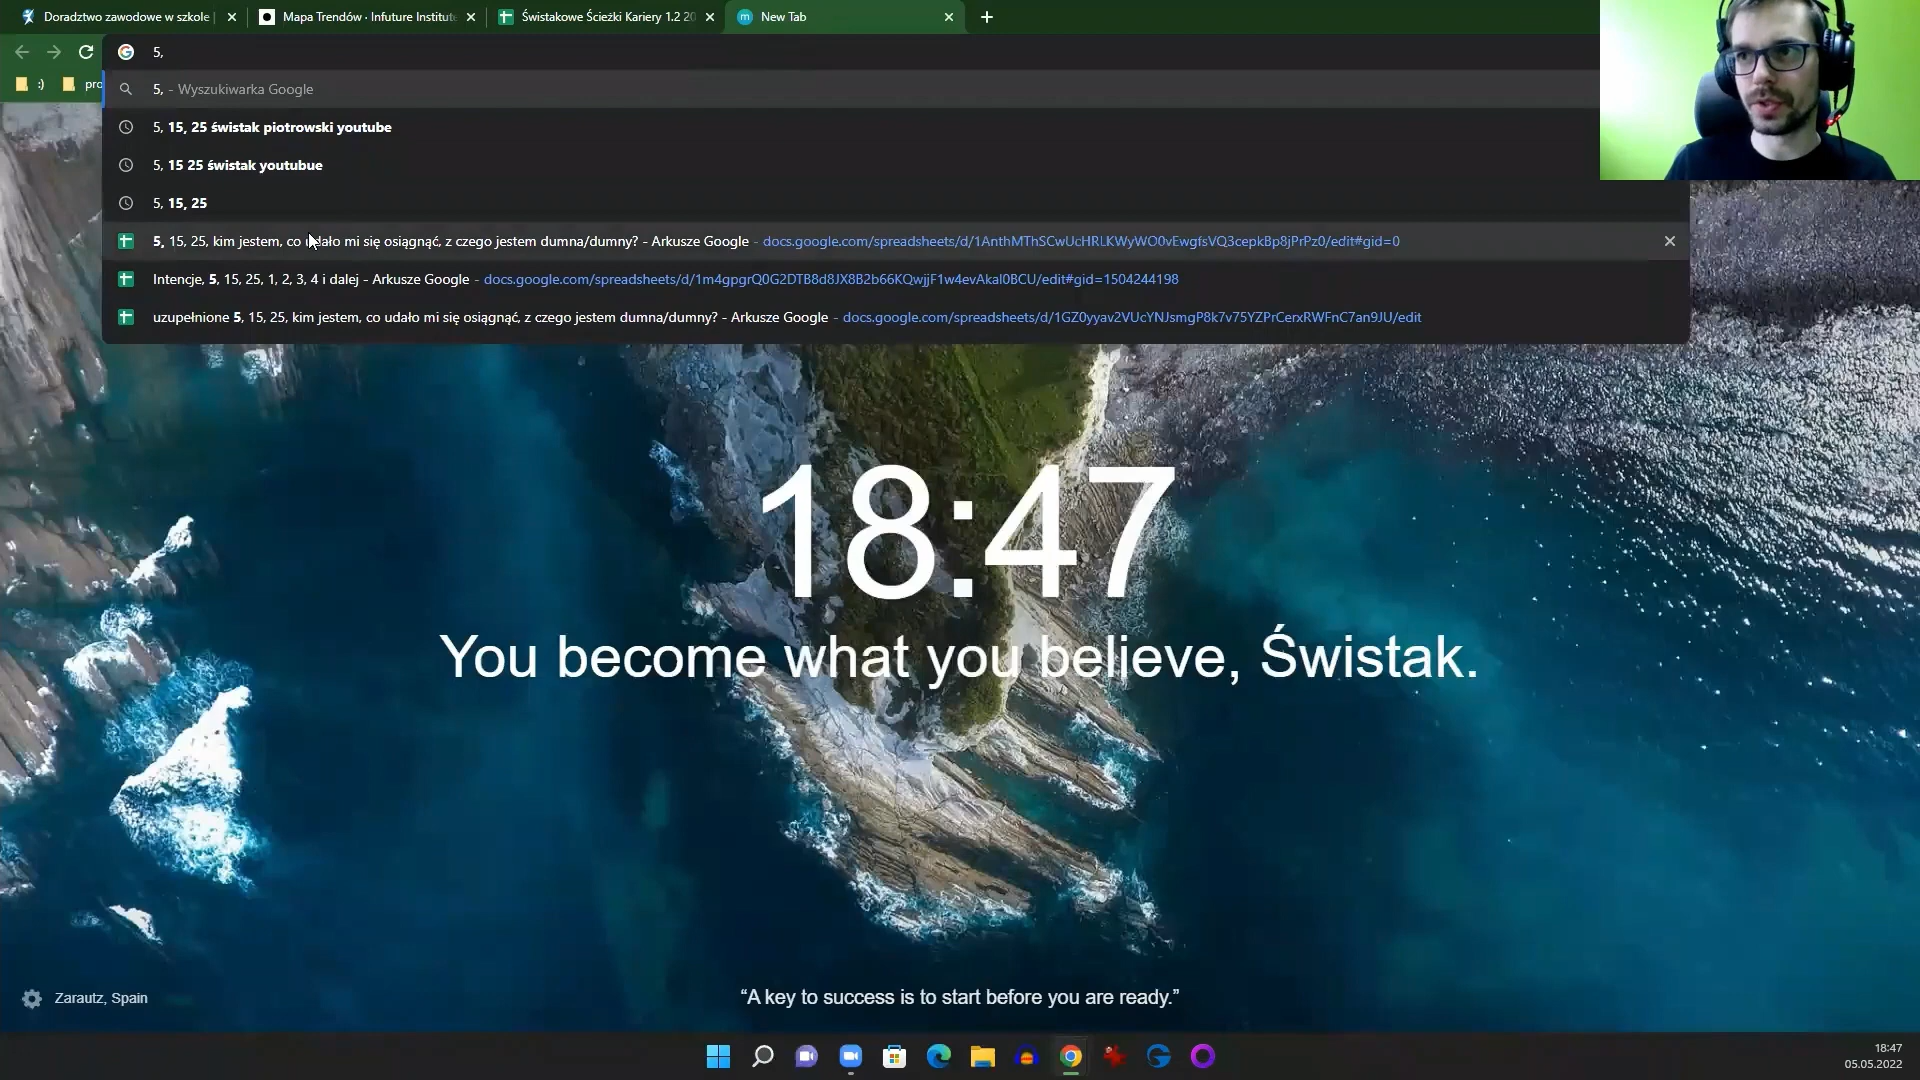 Doradztwo zawodowe w szkole
Mapa Trendów · Infuture Institute
Świstakowe Ścieżki Kariery 1.2 20
New Tab
5,
:)
pro
5, - Wyszukiwarka Google
5, 15, 25 świstak piotrowski youtube
5, 15 25 świstak youtubue
5, 15, 25
5, 15, 25, kim jestem, co udało mi się osiągnąć, z czego jestem dumna/dumny? - Arkusze Google - docs.google.com/spreadsheets/d/1AnthMThSCwUcHRLKWyWO0vEwgfsVQ3cepkBp8jPrPz0/edit#gid=0
Intencje, 5, 15, 25, 1, 2, 3, 4 i dalej - Arkusze Google - docs.google.com/spreadsheets/d/1m4gpgrQ0G2DTB8d8JX8B2b66KQwjjF1w4evAkal0BCU/edit#gid=1504244198
uzupełnione 5, 15, 25, kim jestem, co udało mi się osiągnąć, z czego jestem dumna/dumny? - Arkusze Google - docs.google.com/spreadsheets/d/1GZ0yyav2VUcYNJsmgP8k7v75YZPrCerxRWFnC7an9JU/edit
18:47
You become what you believe, Świstak.
Zarautz, Spain
“A key to success is to start before you are ready.”
18:47
05.05.2022